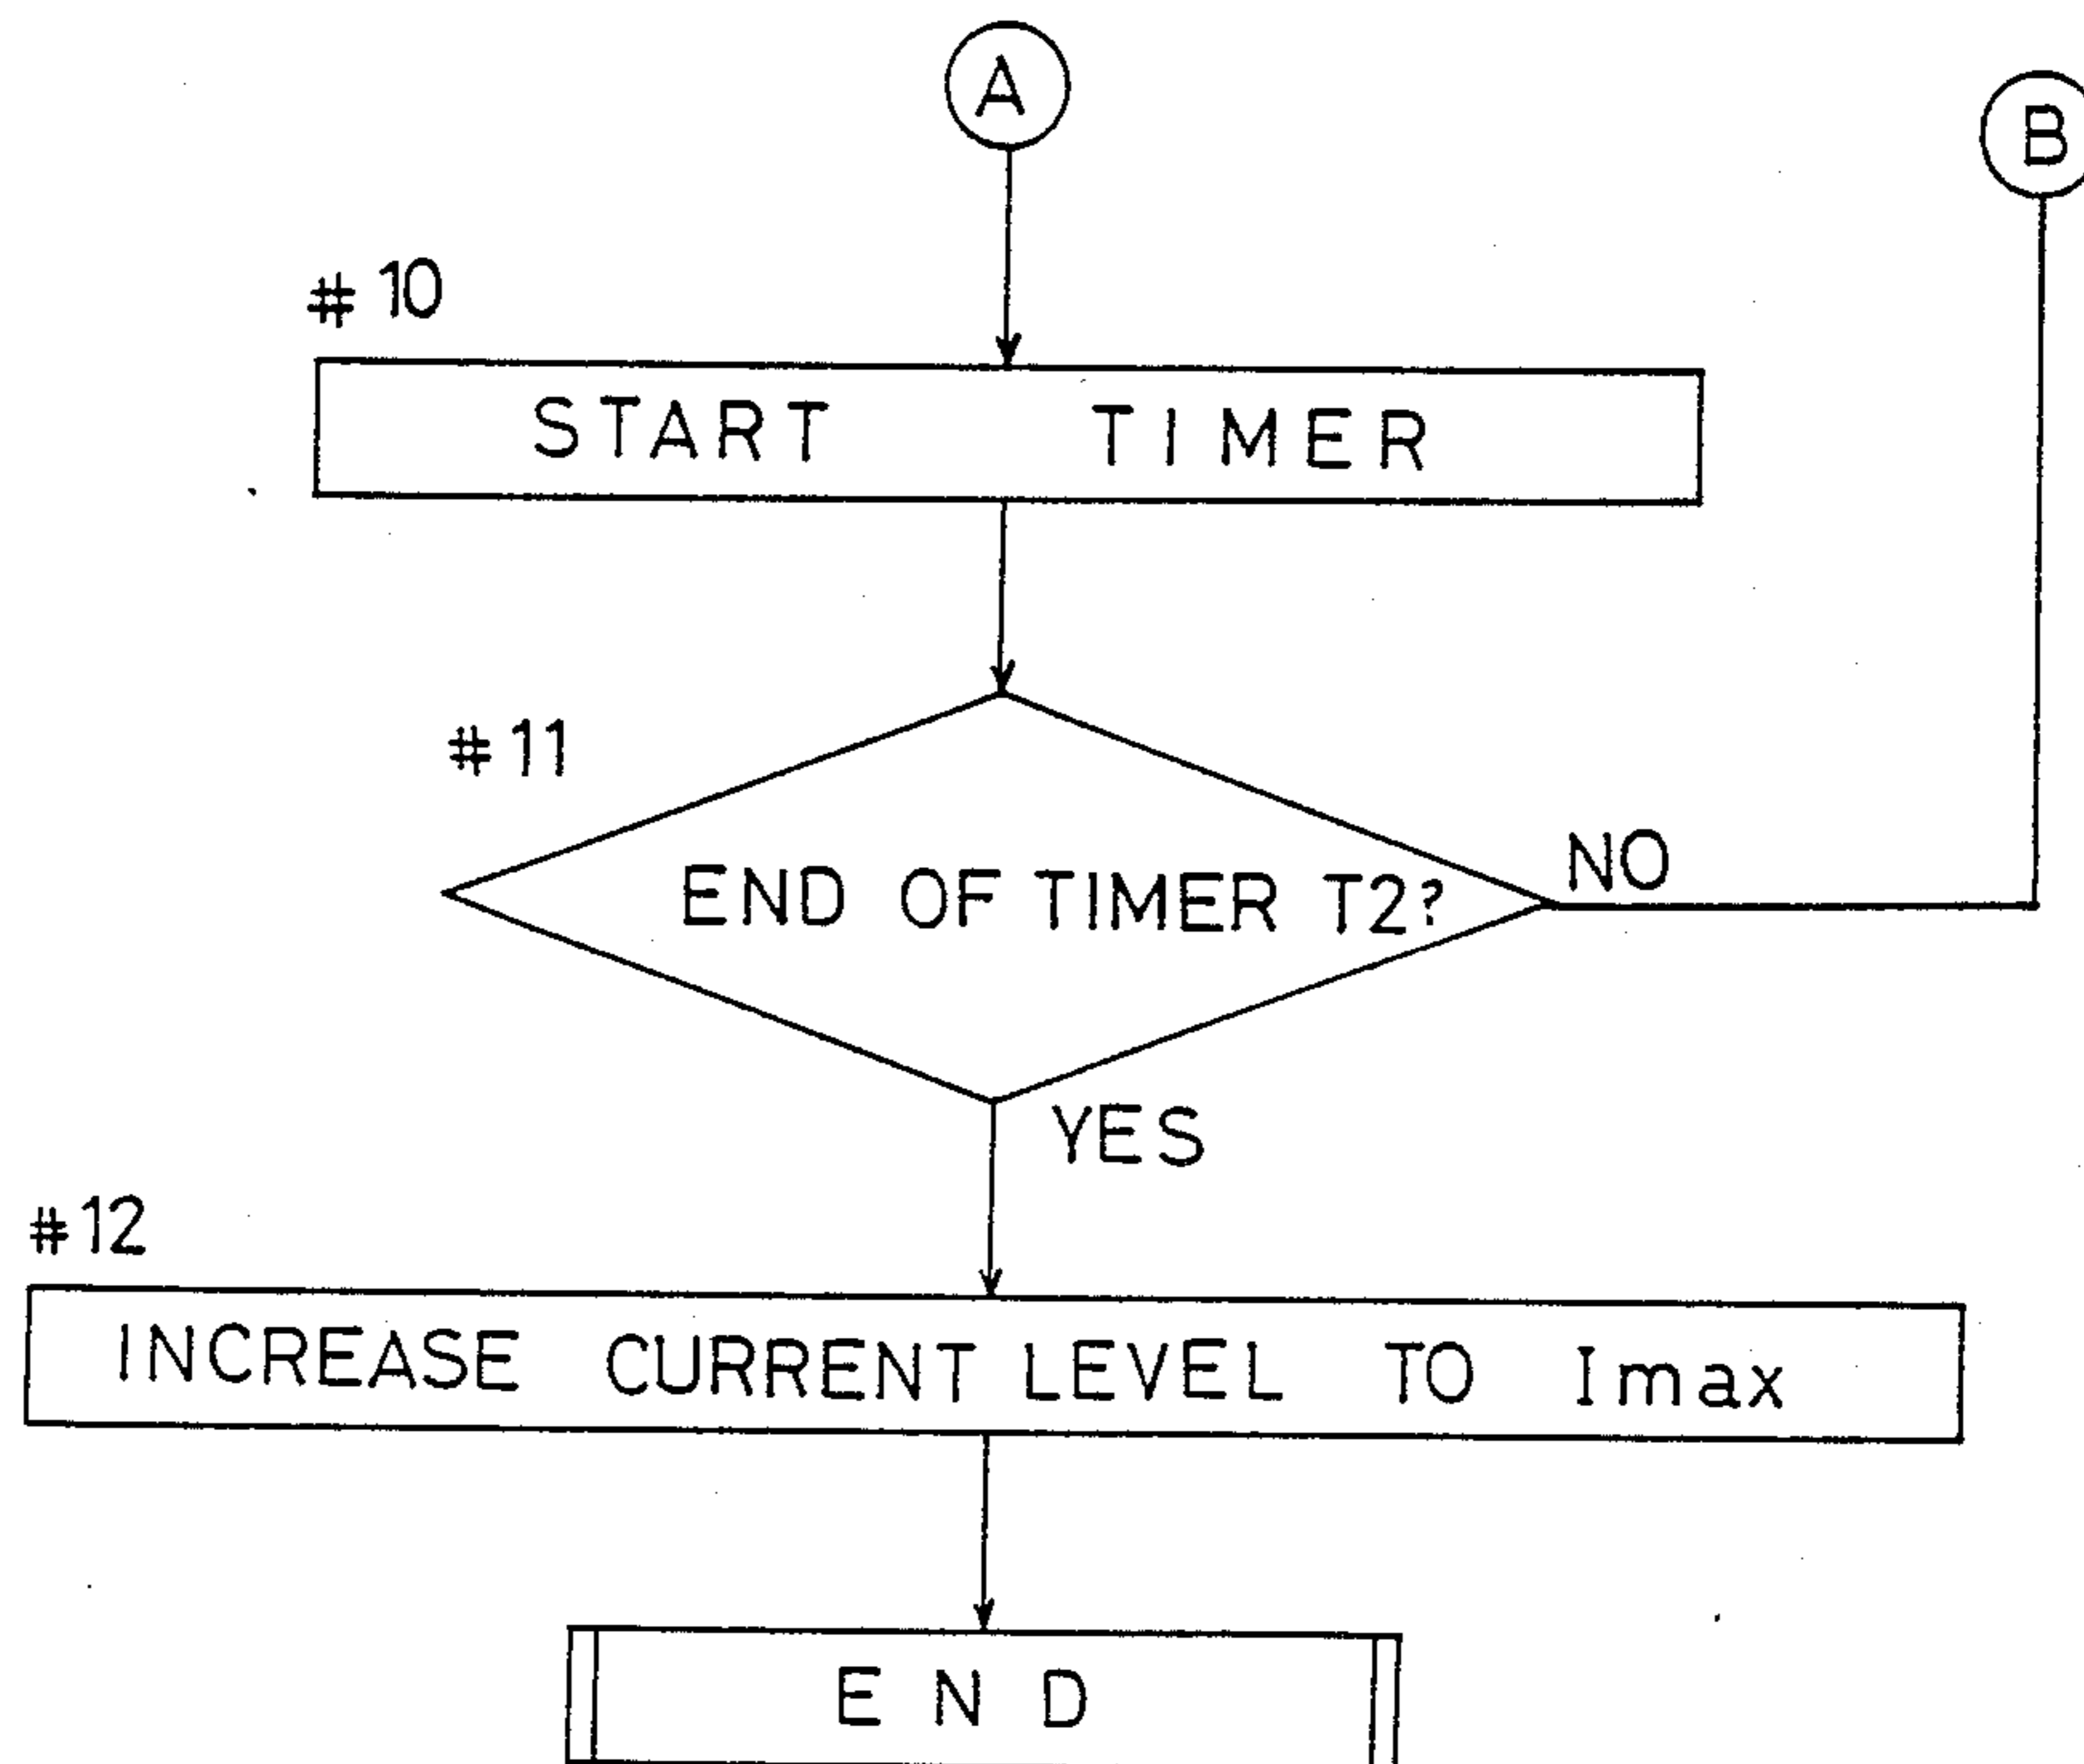 A
B
#10
START TIMER
#11
END OF TIMER T2?
NO
YES
#12
INCREASE CURRENT LEVEL TO Imax
END